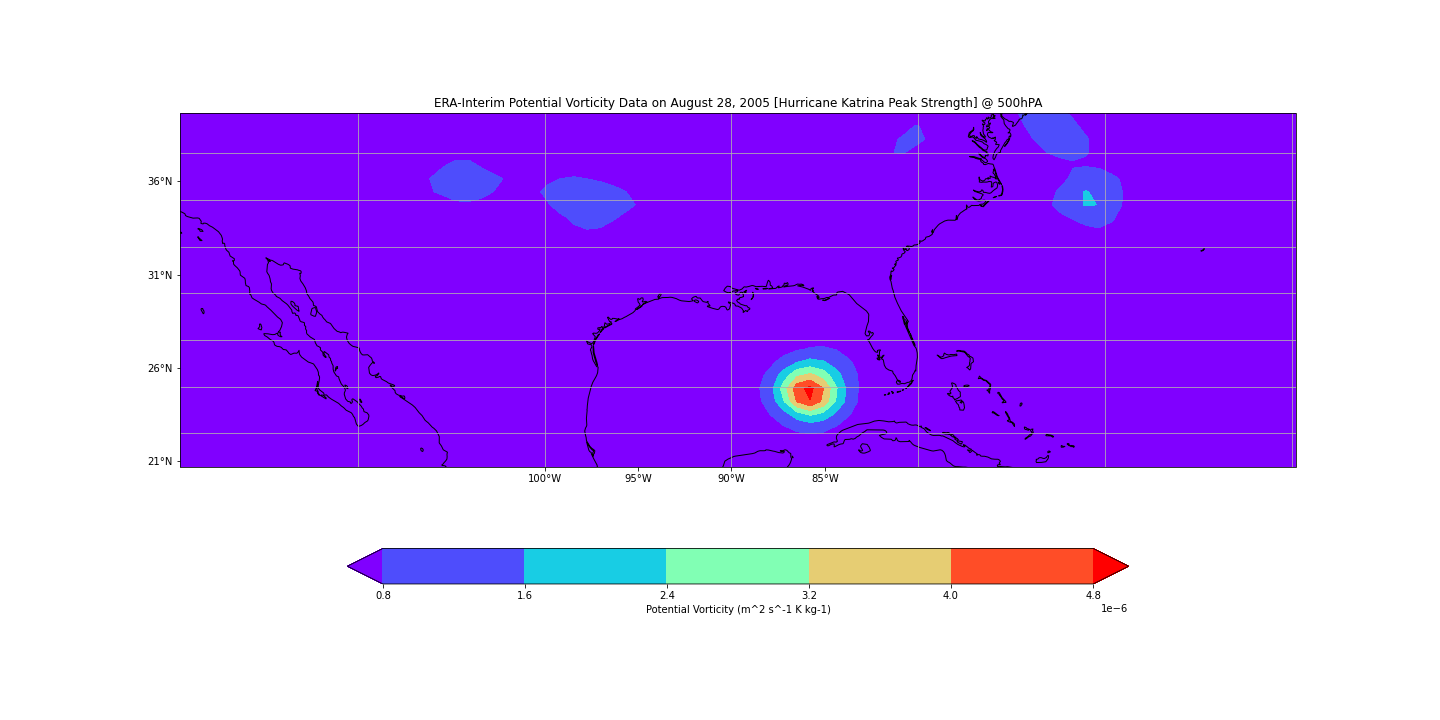 ERA-Interim Potential Vorticity Data on August 28, 2005 [Hurricane Katrina Peak Strength] @ 500hPA
36°N
31°N
26°N
21°N
100°W 95°W 90°W 85°W
0.8 1.6 2.4 3.2 4.0 4.8
1e−6
Potential Vorticity (m^2 s^-1 K kg-1)